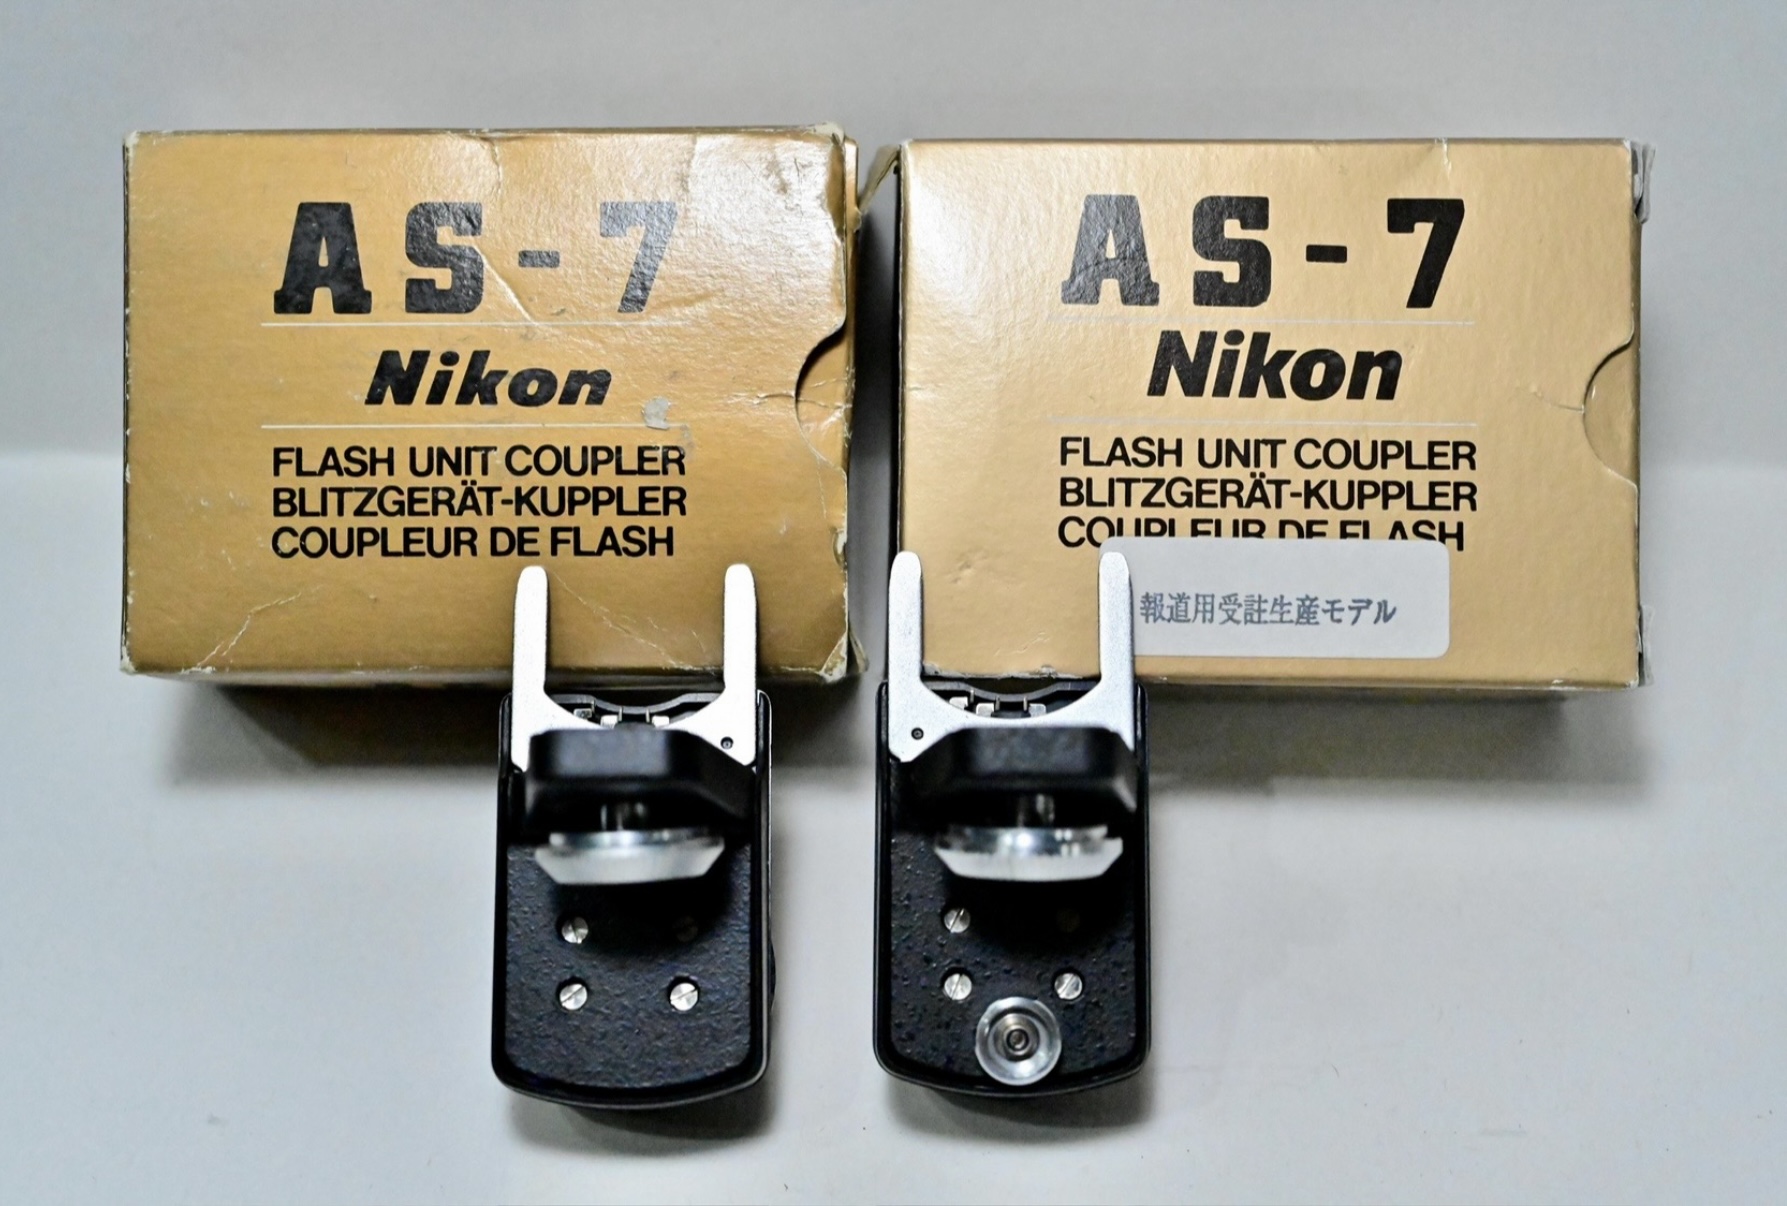 AS-7
Nikon
FLASH UNIT COUPLER
BLITZGERÄT-KUPPLER
COUPLEUR DE FLASH
AS-7
Nikon
FLASH UNIT COUPLER
BLITZGERÄT-KUPPLER
COUPLEUR DE FLASH
報道用受註生産モデル